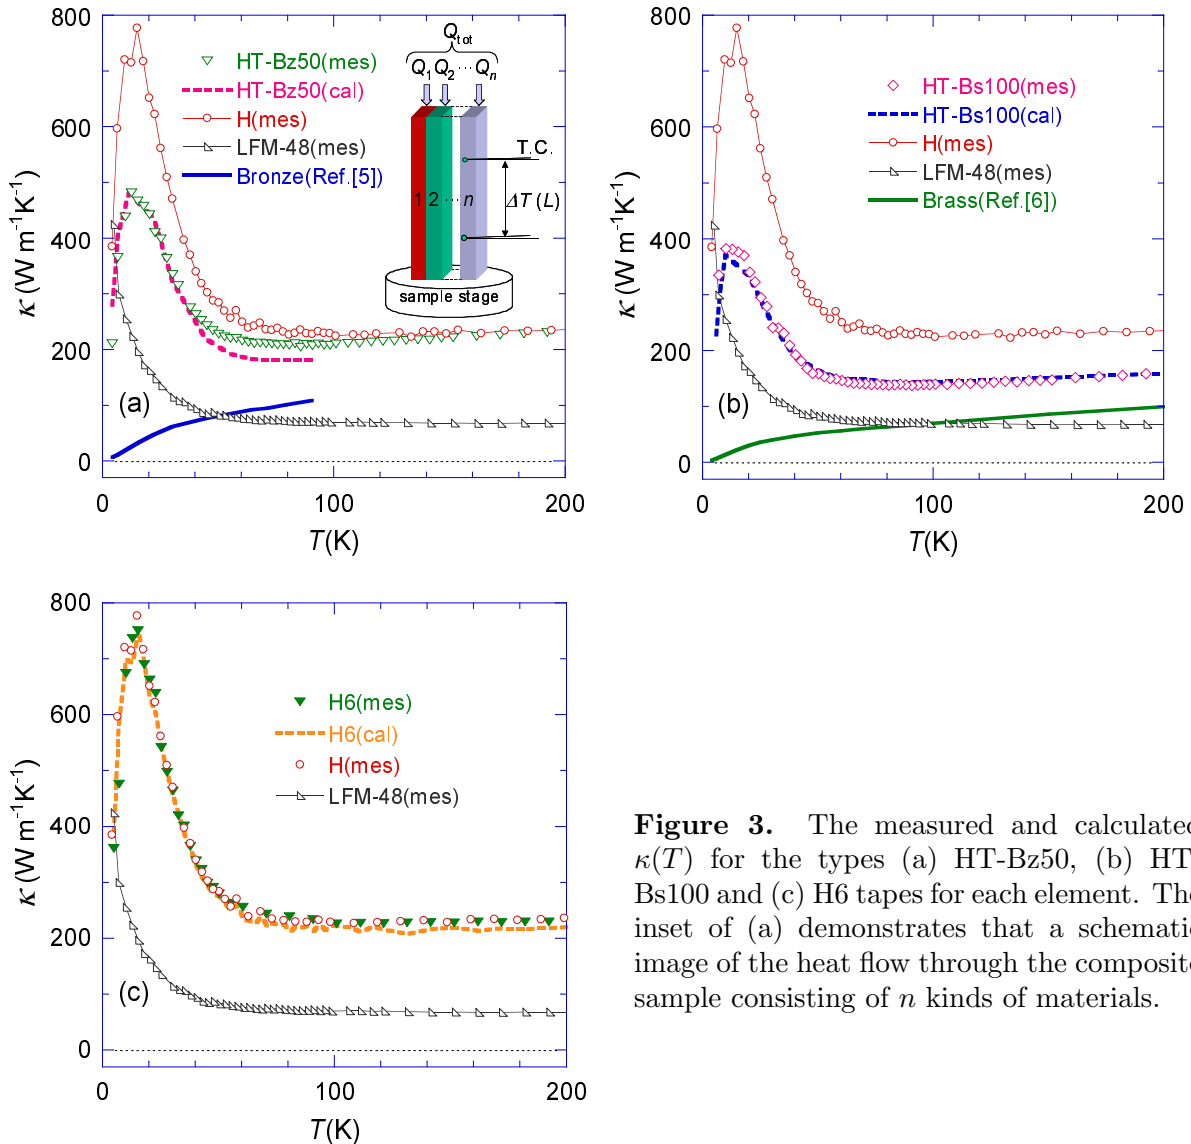 800
600
400
200
0
κ (W m⁻¹K⁻¹)
HT-Bz50(mes)
HT-Bz50(cal)
H(mes)
LFM-48(mes)
Bronze(Ref.[5])
Qtot
Q1 Q2 ··· Qn
T.C.
1 2 ··· n
ΔT (L)
sample stage
(a)
0 100 200
T(K)
800
600
400
200
0
κ (W m⁻¹K⁻¹)
HT-Bs100(mes)
HT-Bs100(cal)
H(mes)
LFM-48(mes)
Brass(Ref.[6])
(b)
0 100 200
T(K)
800
600
400
200
0
κ (W m⁻¹K⁻¹)
H6(mes)
H6(cal)
H(mes)
LFM-48(mes)
(c)
0 100 200
T(K)
Figure 3. The measured and calculated
κ(T) for the types (a) HT-Bz50, (b) HT-
Bs100 and (c) H6 tapes for each element. The
inset of (a) demonstrates that a schematic
image of the heat flow through the composite
sample consisting of n kinds of materials.